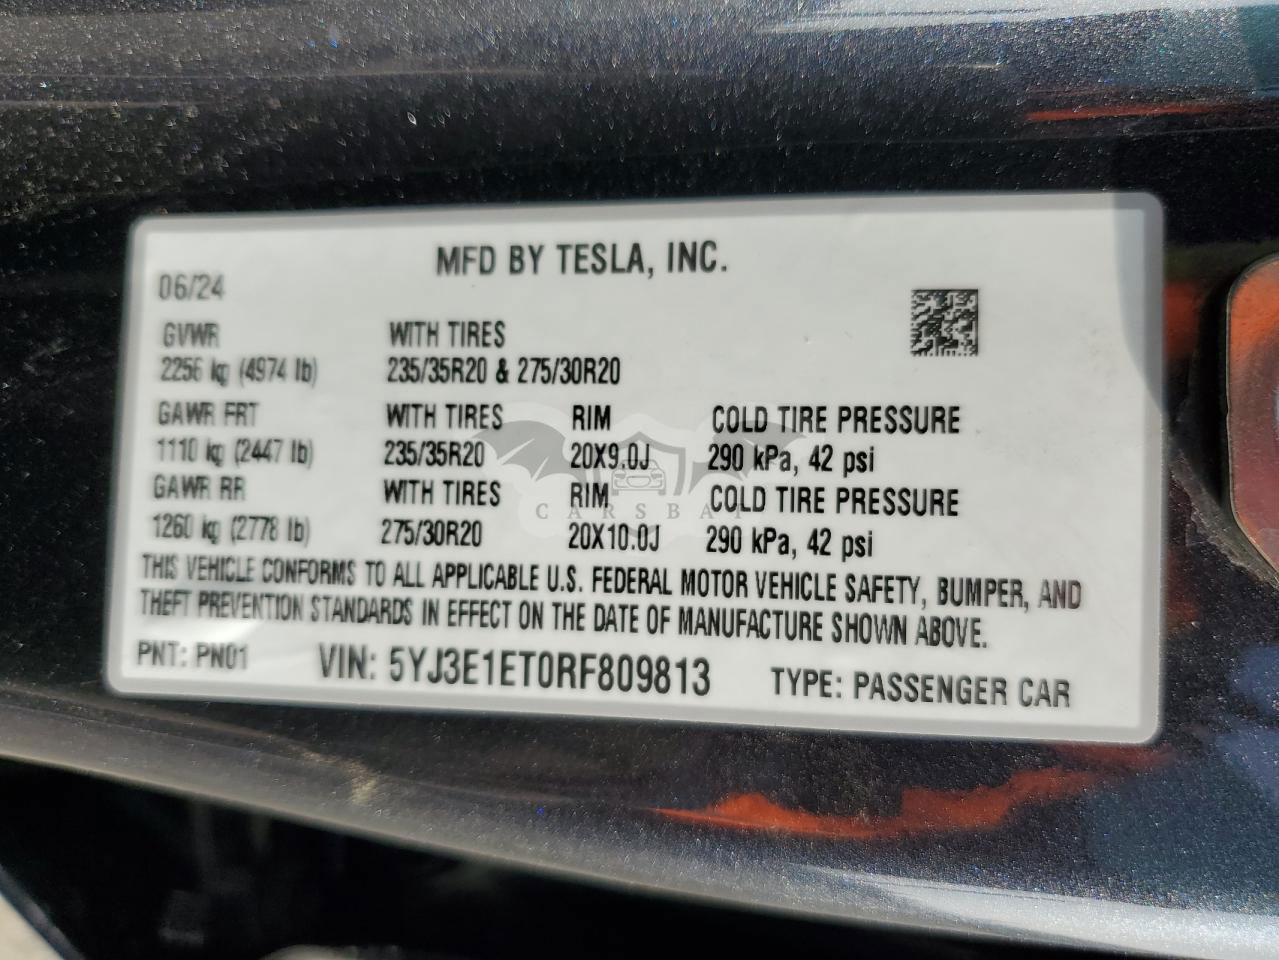 MFD BY TESLA, INC.
06/24
GVWR WITH TIRES
2256 kg (4974 lb) 235/35R20 & 275/30R20
GAWR FRT WITH TIRES RIM COLD TIRE PRESSURE
1110 kg (2447 lb) 235/35R20 20X9.0J 290 kPa, 42 psi
GAWR RR WITH TIRES RIM COLD TIRE PRESSURE
CARSBAT
1260 kg (2778 lb) 275/30R20 20X10.0J 290 kPa, 42 psi
THIS VEHICLE CONFORMS TO ALL APPLICABLE U.S. FEDERAL MOTOR VEHICLE SAFETY, BUMPER, AND
THEFT PREVENTION STANDARDS IN EFFECT ON THE DATE OF MANUFACTURE SHOWN ABOVE.
PNT: PN01 VIN: 5YJ3E1ET0RF809813 TYPE: PASSENGER CAR